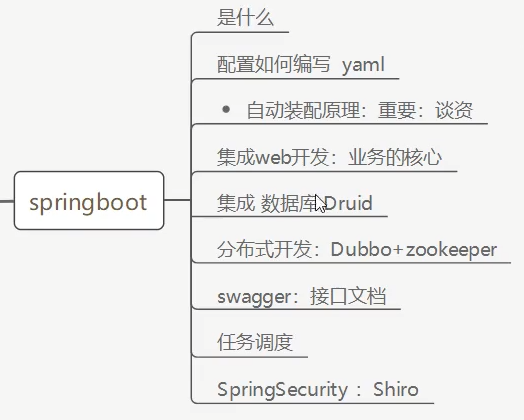 是什么
配置如何编写 yaml
自动装配原理：重要：谈资
集成web开发：业务的核心
springboot
集成 数据库 Druid
分布式开发：Dubbo+zookeeper
swagger：接口文档
任务调度
SpringSecurity ：Shiro